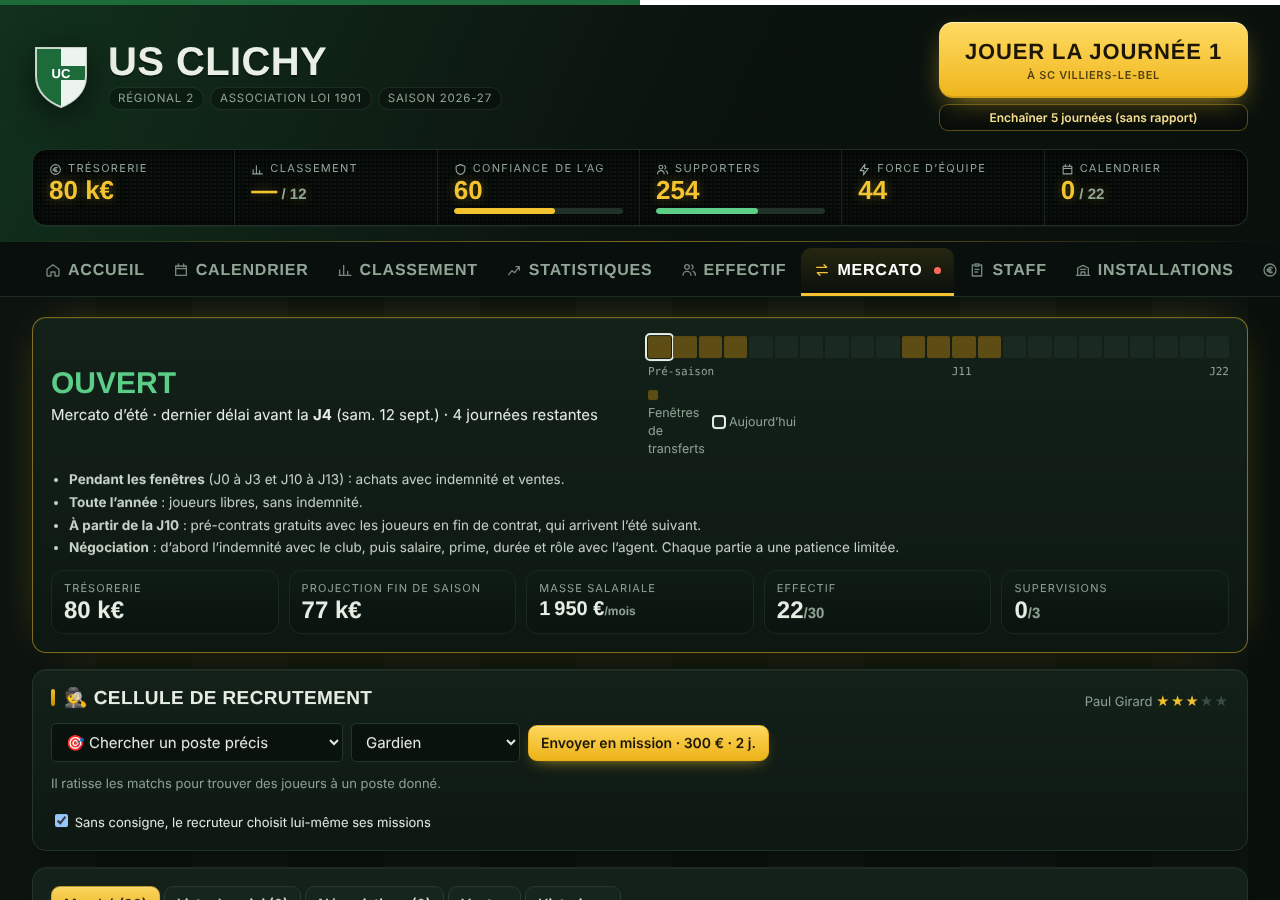 UC
US CLICHY
RÉGIONAL 2
ASSOCIATION LOI 1901
SAISON 2026-27
JOUER LA JOURNÉE 1
À SC VILLIERS-LE-BEL
Enchaîner 5 journées (sans rapport)
TRÉSORERIE
80 k€
CLASSEMENT
— / 12
CONFIANCE DE L’AG
60
SUPPORTERS
254
FORCE D’ÉQUIPE
44
CALENDRIER
0 / 22
ACCUEIL
CALENDRIER
CLASSEMENT
STATISTIQUES
EFFECTIF
MERCATO
STAFF
INSTALLATIONS
OUVERT
Mercato d’été · dernier délai avant la J4 (sam. 12 sept.) · 4 journées restantes
Pré-saison
J11
J22
Fenêtres
de
transferts
Aujourd’hui
• Pendant les fenêtres (J0 à J3 et J10 à J13) : achats avec indemnité et ventes.
• Toute l’année : joueurs libres, sans indemnité.
• À partir de la J10 : pré-contrats gratuits avec les joueurs en fin de contrat, qui arrivent l’été suivant.
• Négociation : d’abord l’indemnité avec le club, puis salaire, prime, durée et rôle avec l’agent. Chaque partie a une patience limitée.
TRÉSORERIE
80 k€
PROJECTION FIN DE SAISON
77 k€
MASSE SALARIALE
1 950 €/mois
EFFECTIF
22/30
SUPERVISIONS
0/3
CELLULE DE RECRUTEMENT
Paul Girard ★★★★★
Chercher un poste précis
Gardien
Envoyer en mission · 300 € · 2 j.
Il ratisse les matchs pour trouver des joueurs à un poste donné.
Sans consigne, le recruteur choisit lui-même ses missions